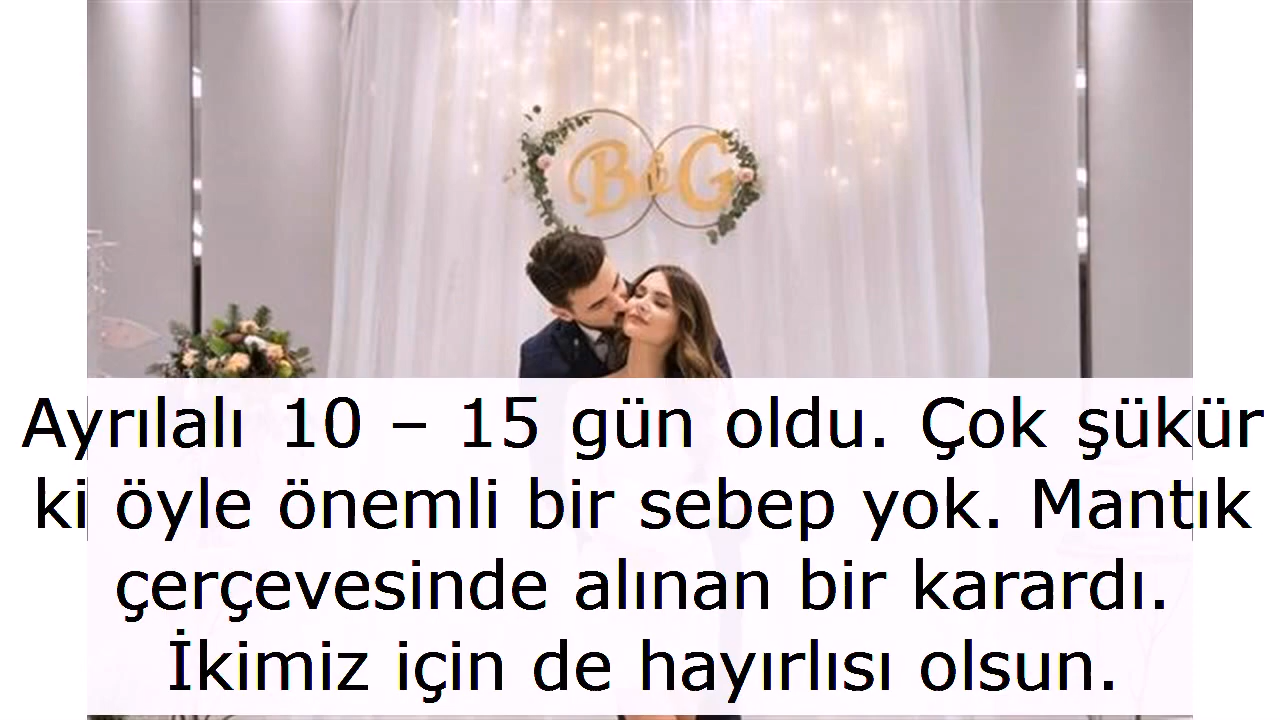 B&G
Ayrılalı 10 – 15 gün oldu. Çok şükür
ki öyle önemli bir sebep yok. Mantık
çerçevesinde alınan bir karardı.
İkimiz için de hayırlısı olsun.